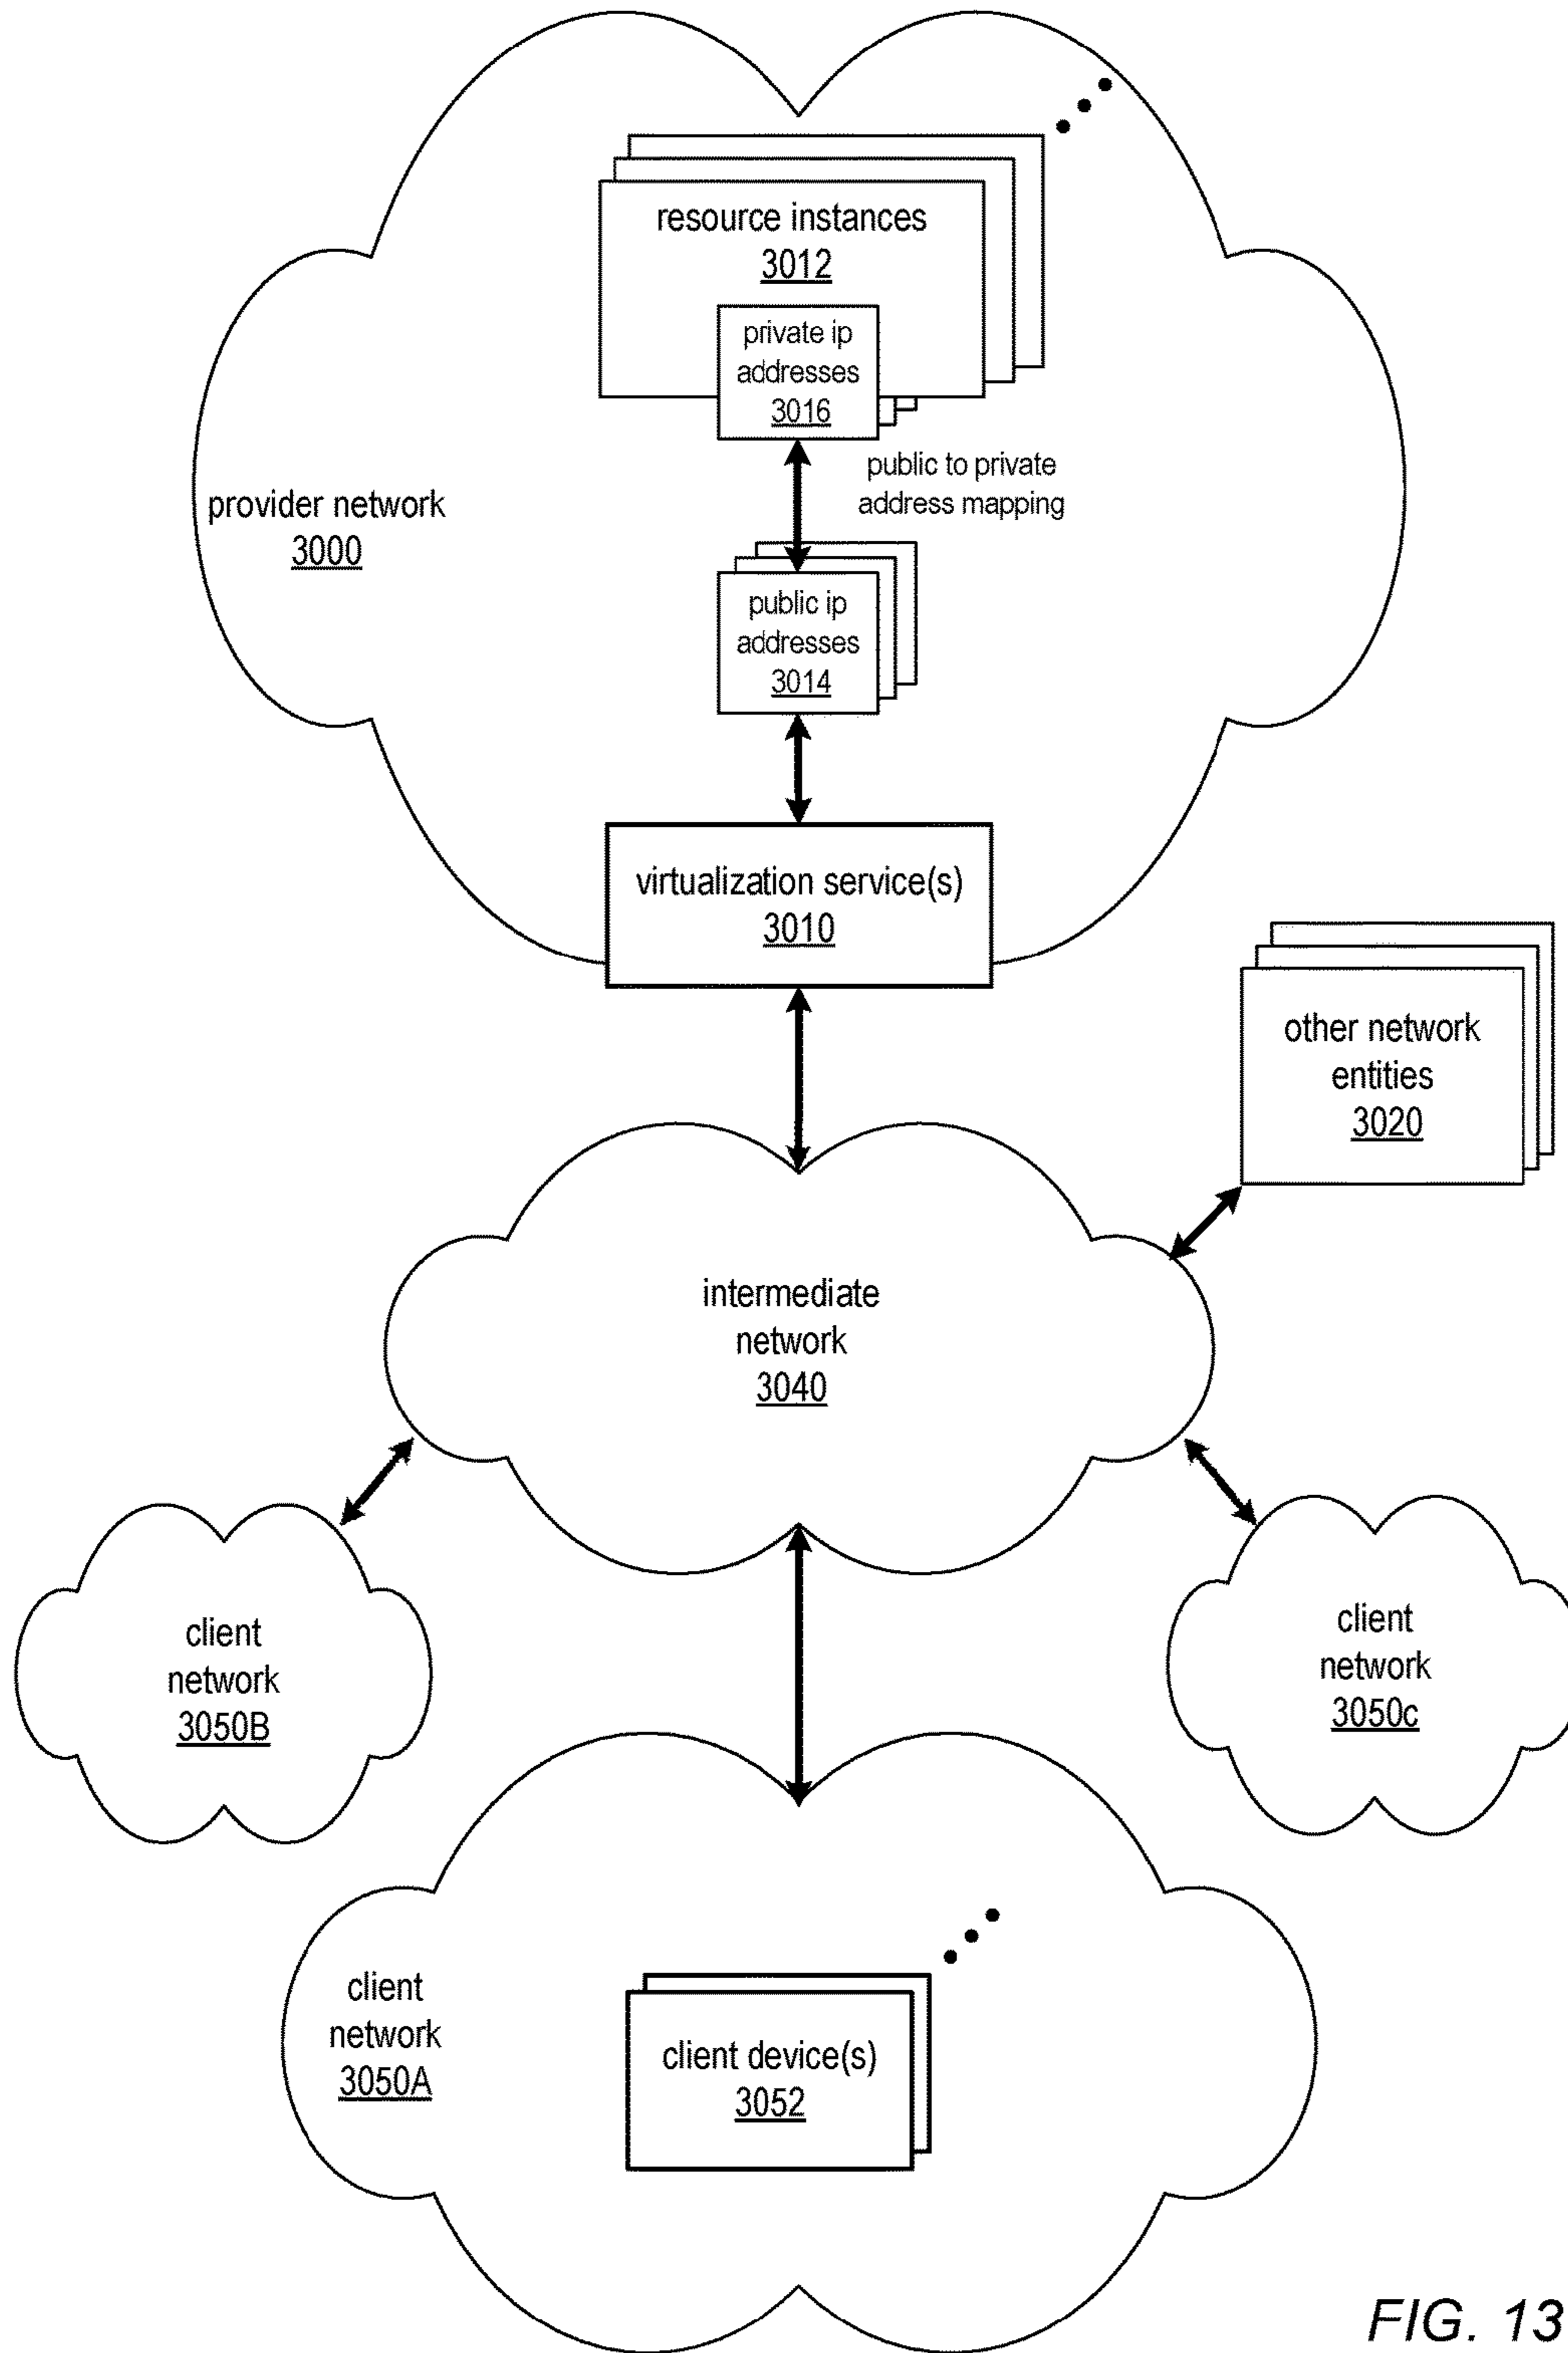 resource instances
3012
private ip
addresses
3016
public to private
address mapping
provider network
3000
public ip
addresses
3014
virtualization service(s)
3010
other network
entities
3020
intermediate
network
3040
client
network
3050B
client
network
3050c
client
network
3050A
client device(s)
3052
FIG. 13